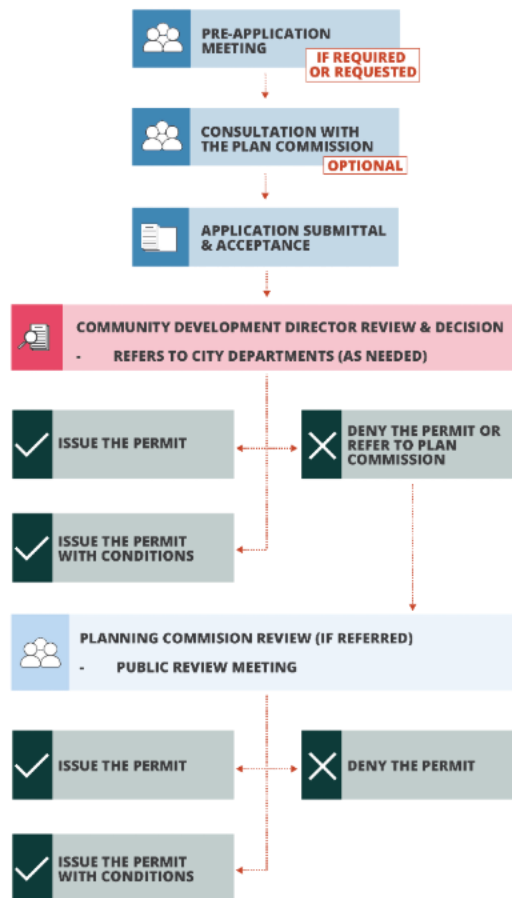 PRE-APPLICATION
MEETING
IF REQUIRED
OR REQUESTED
CONSULTATION WITH
THE PLAN COMMISSION
OPTIONAL
APPLICATION SUBMITTAL
& ACCEPTANCE
COMMUNITY DEVELOPMENT DIRECTOR REVIEW & DECISION
- REFERS TO CITY DEPARTMENTS (AS NEEDED)
ISSUE THE PERMIT
DENY THE PERMIT OR
REFER TO PLAN
COMMISSION
ISSUE THE PERMIT
WITH CONDITIONS
PLANNING COMMISION REVIEW (IF REFERRED)
- PUBLIC REVIEW MEETING
ISSUE THE PERMIT
DENY THE PERMIT
ISSUE THE PERMIT
WITH CONDITIONS